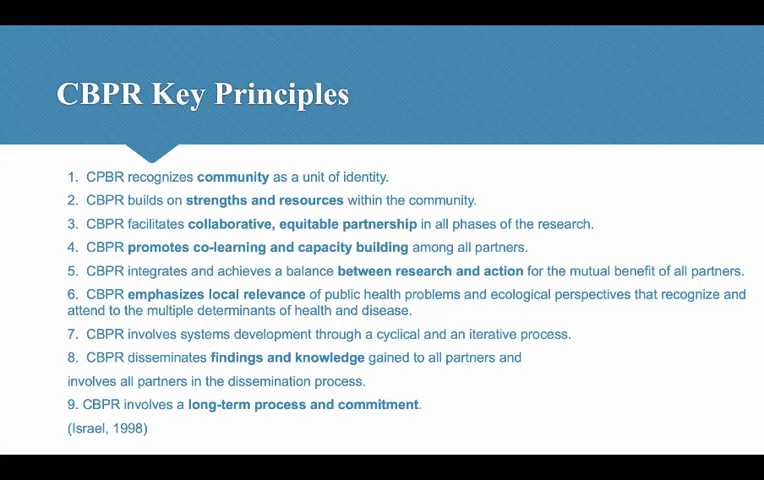 CBPR Key Principles
1. CPBR recognizes community as a unit of identity.
2. CBPR builds on strengths and resources within the community.
3. CBPR facilitates collaborative, equitable partnership in all phases of the research.
4. CBPR promotes co-learning and capacity building among all partners.
5. CBPR integrates and achieves a balance between research and action for the mutual benefit of all partners.
6. CBPR emphasizes local relevance of public health problems and ecological perspectives that recognize and
attend to the multiple determinants of health and disease.
7. CBPR involves systems development through a cyclical and an iterative process.
8. CBPR disseminates findings and knowledge gained to all partners and
involves all partners in the dissemination process.
9. CBPR involves a long-term process and commitment.
(Israel, 1998)